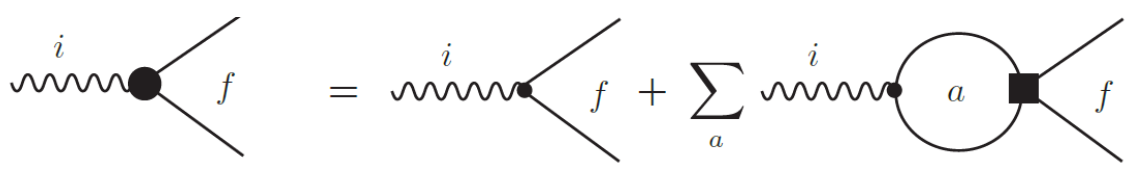 i f = i f + ∑ a i a f